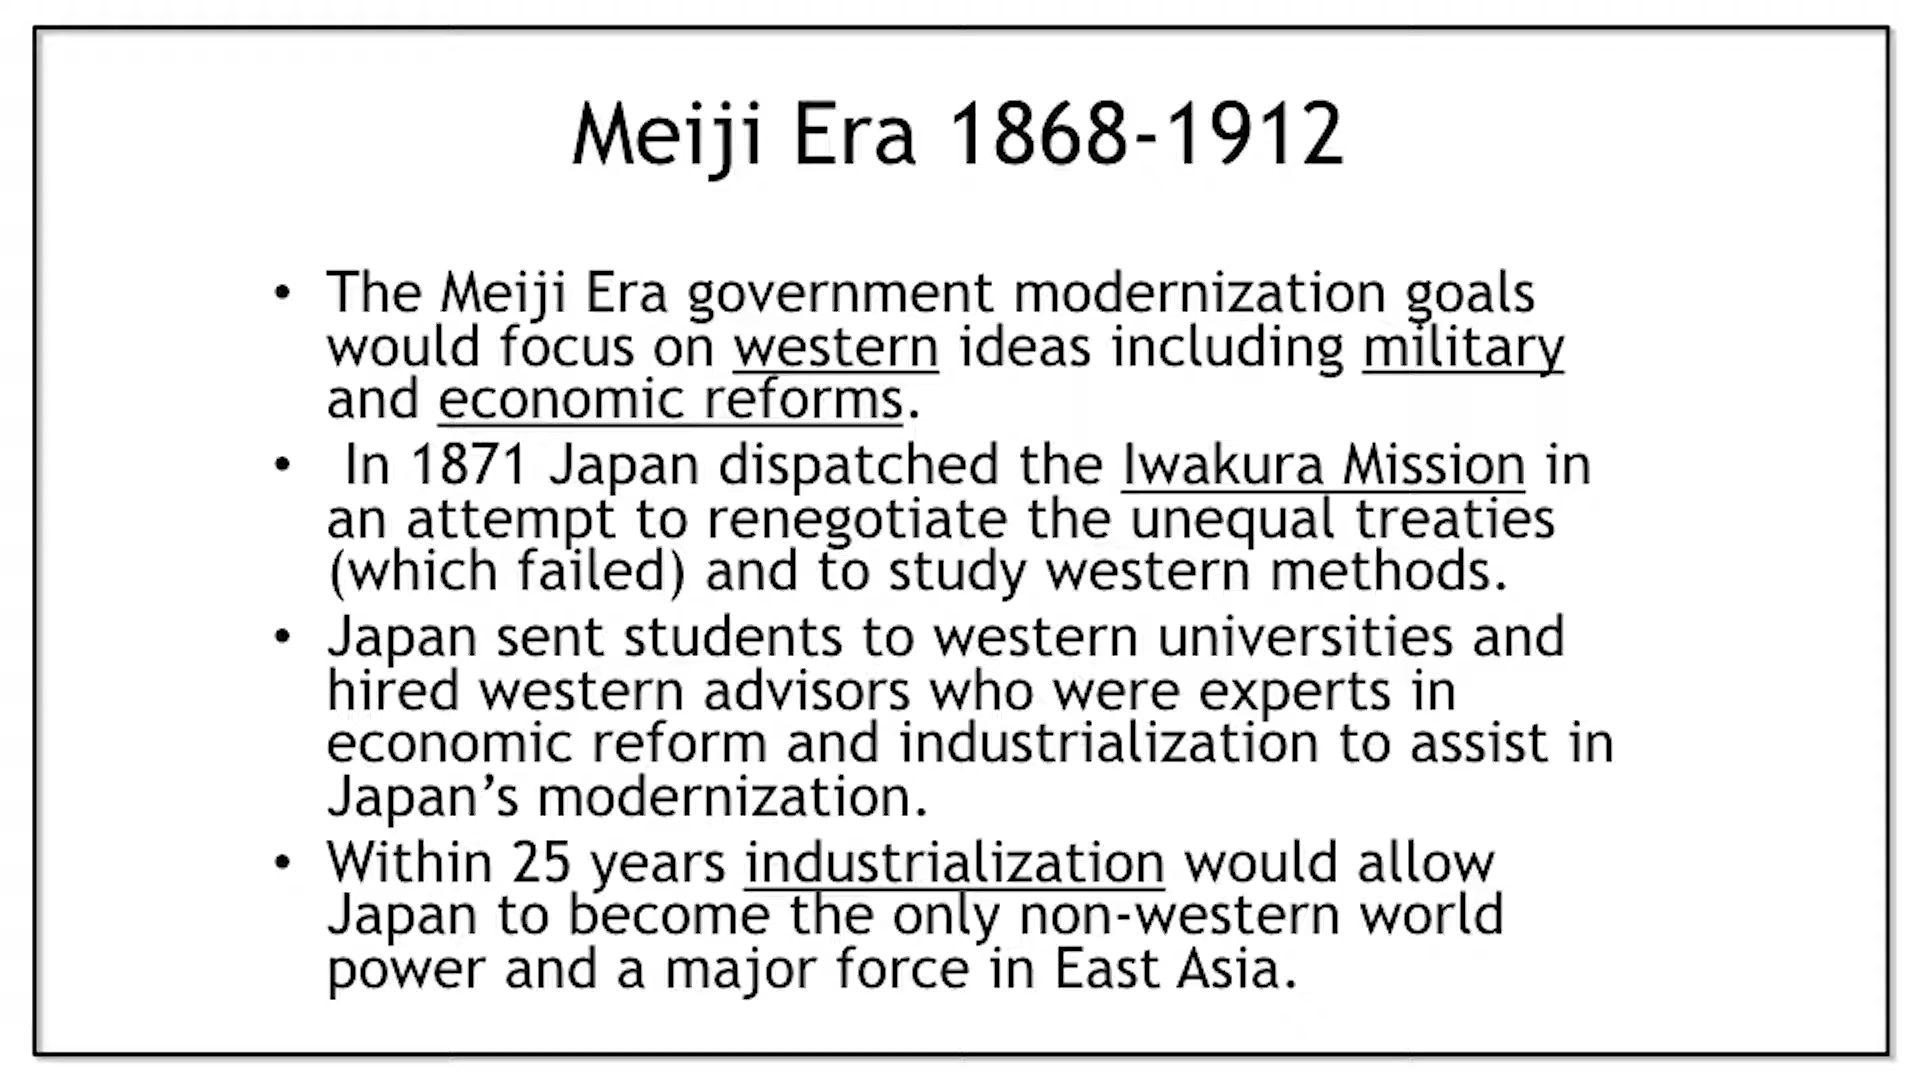 Meiji Era 1868-1912
• The Meiji Era government modernization goals
would focus on western ideas including military
and economic reforms.
• In 1871 Japan dispatched the Iwakura Mission in
an attempt to renegotiate the unequal treaties
(which failed) and to study western methods.
• Japan sent students to western universities and
hired western advisors who were experts in
economic reform and industrialization to assist in
Japan’s modernization.
• Within 25 years industrialization would allow
Japan to become the only non-western world
power and a major force in East Asia.